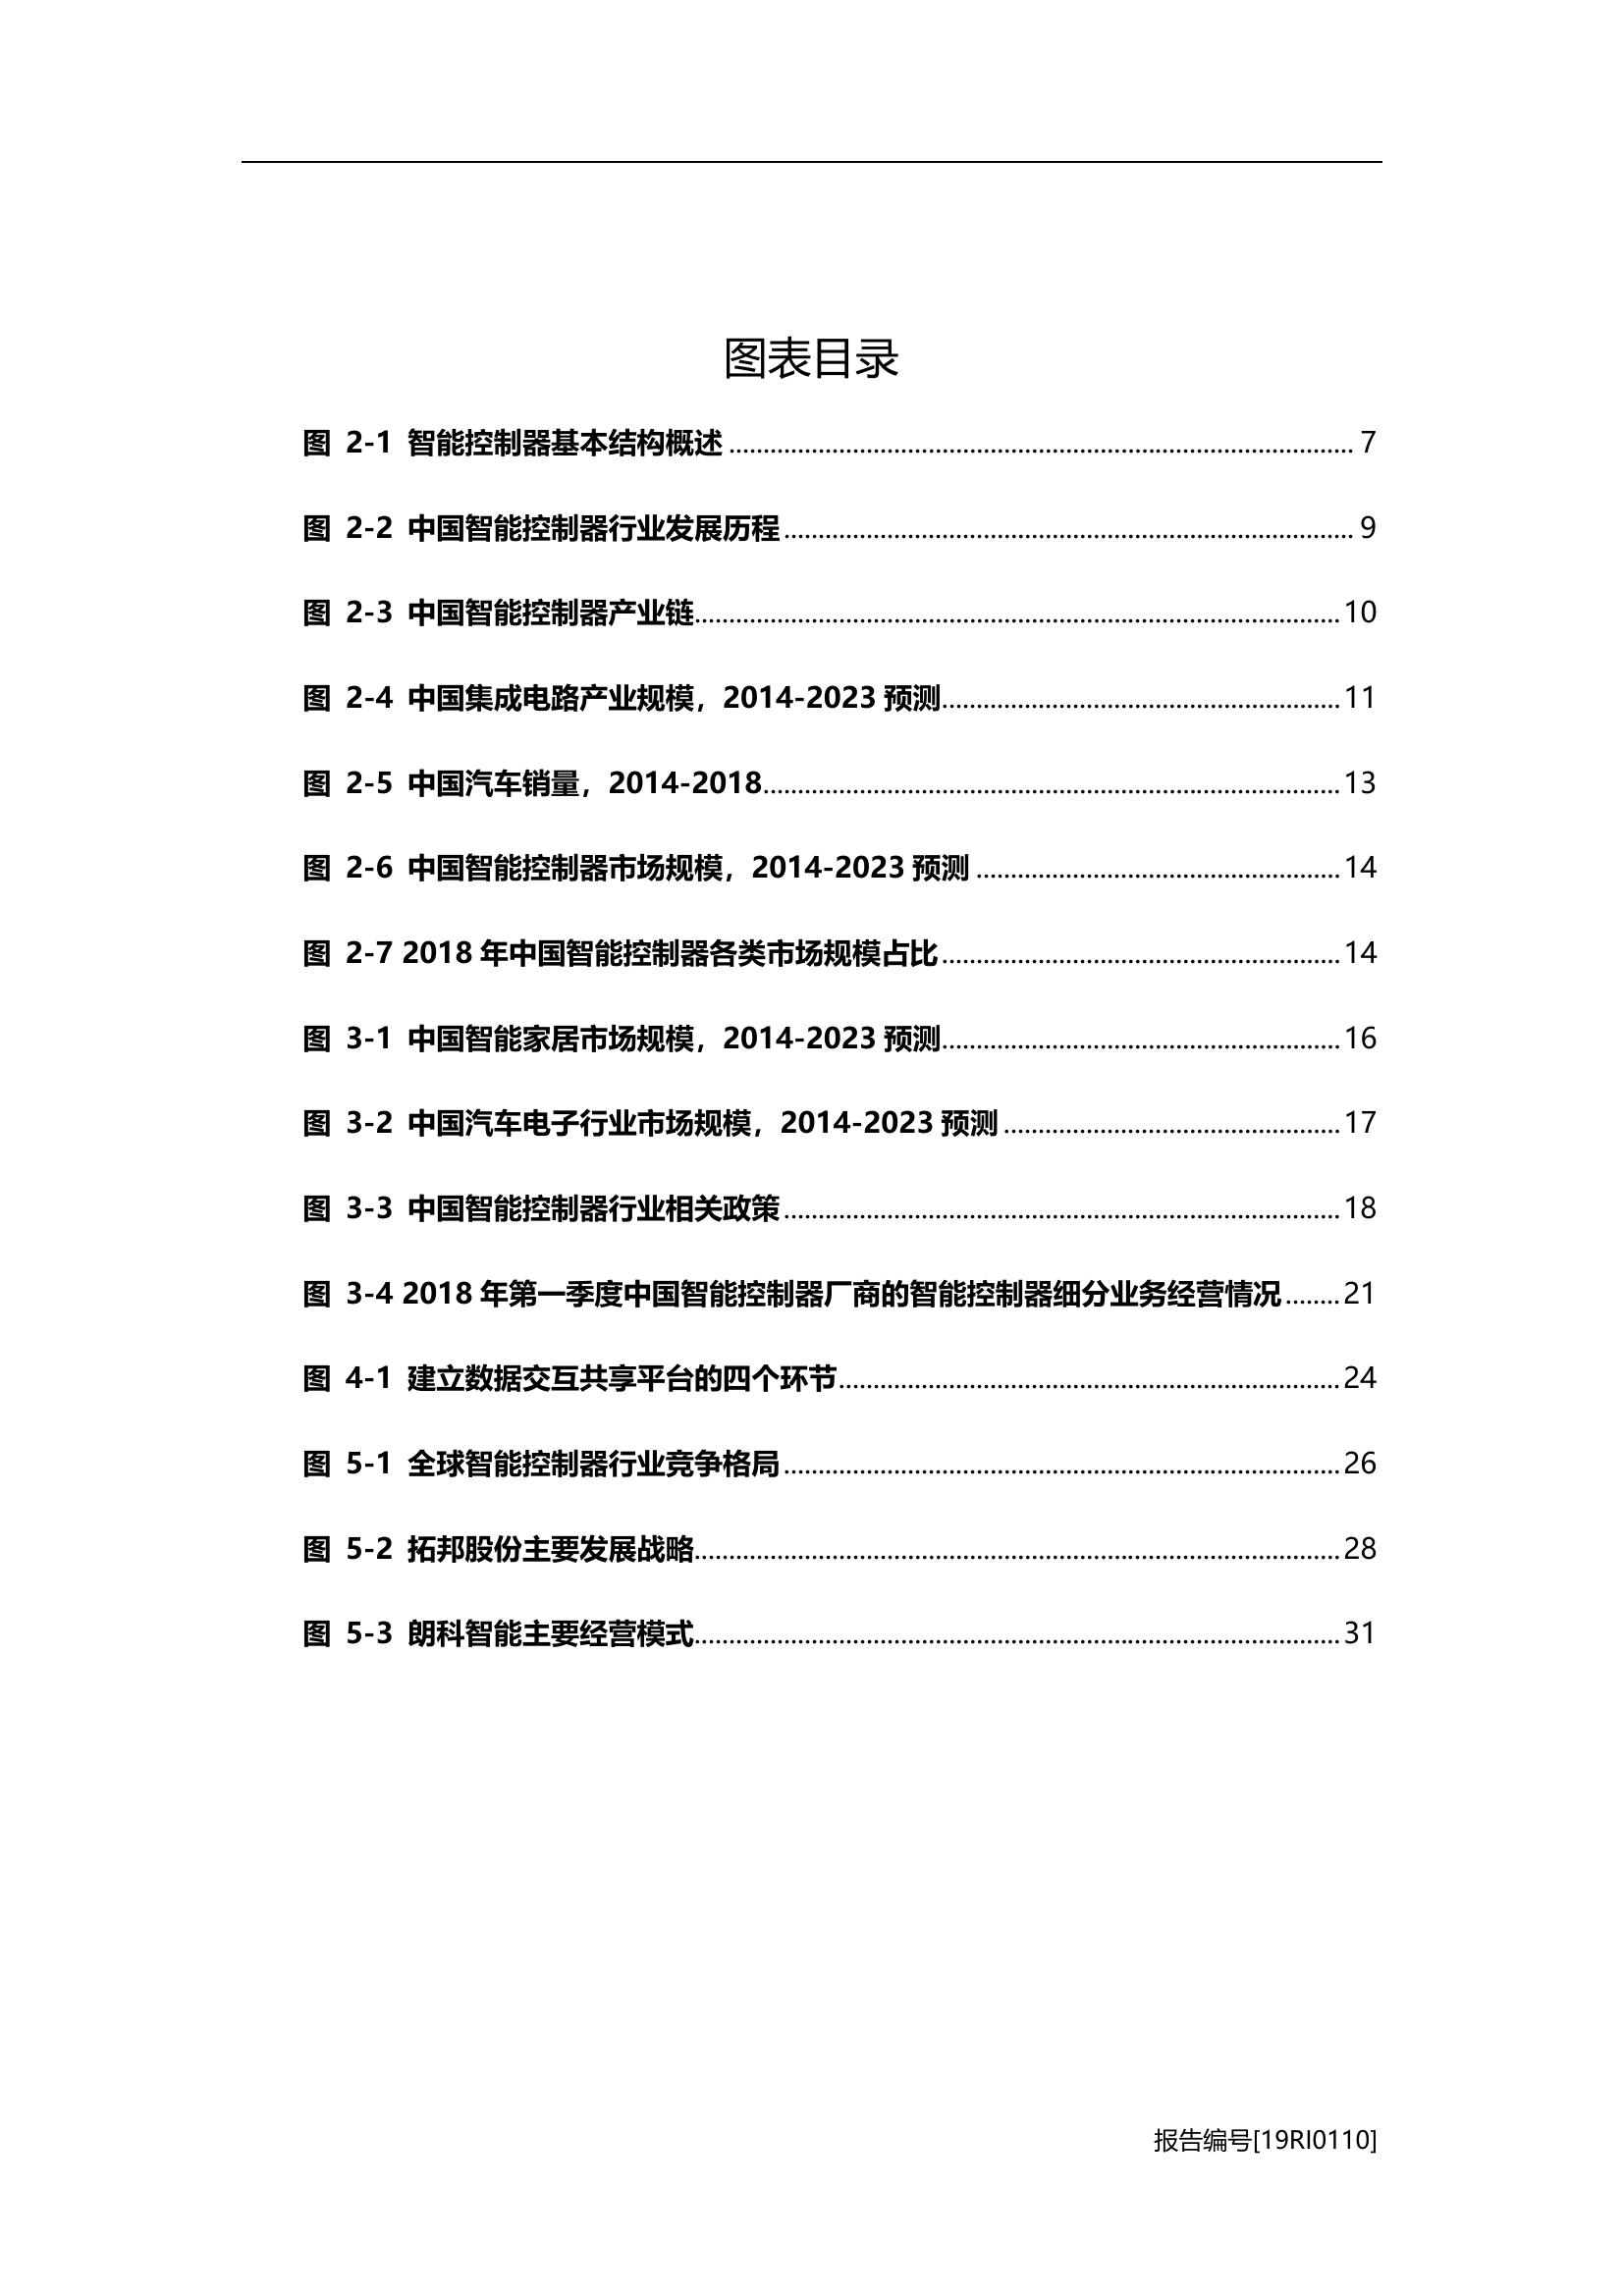 图表目录
图 2-1 智能控制器基本结构概述 ........................................................................................... 7
图 2-2 中国智能控制器行业发展历程 ................................................................................... 9
图 2-3 中国智能控制器产业链.............................................................................................. 10
图 2-4 中国集成电路产业规模，2014-2023 预测.......................................................... 11
图 2-5 中国汽车销量，2014-2018.................................................................................... 13
图 2-6 中国智能控制器市场规模，2014-2023 预测 ..................................................... 14
图 2-7 2018 年中国智能控制器各类市场规模占比.......................................................... 14
图 3-1 中国智能家居市场规模，2014-2023 预测.......................................................... 16
图 3-2 中国汽车电子行业市场规模，2014-2023 预测 ................................................. 17
图 3-3 中国智能控制器行业相关政策 ................................................................................. 18
图 3-4 2018 年第一季度中国智能控制器厂商的智能控制器细分业务经营情况 ........ 21
图 4-1 建立数据交互共享平台的四个环节......................................................................... 24
图 5-1 全球智能控制器行业竞争格局 ................................................................................. 26
图 5-2 拓邦股份主要发展战略.............................................................................................. 28
图 5-3 朗科智能主要经营模式.............................................................................................. 31
报告编号[19RI0110]